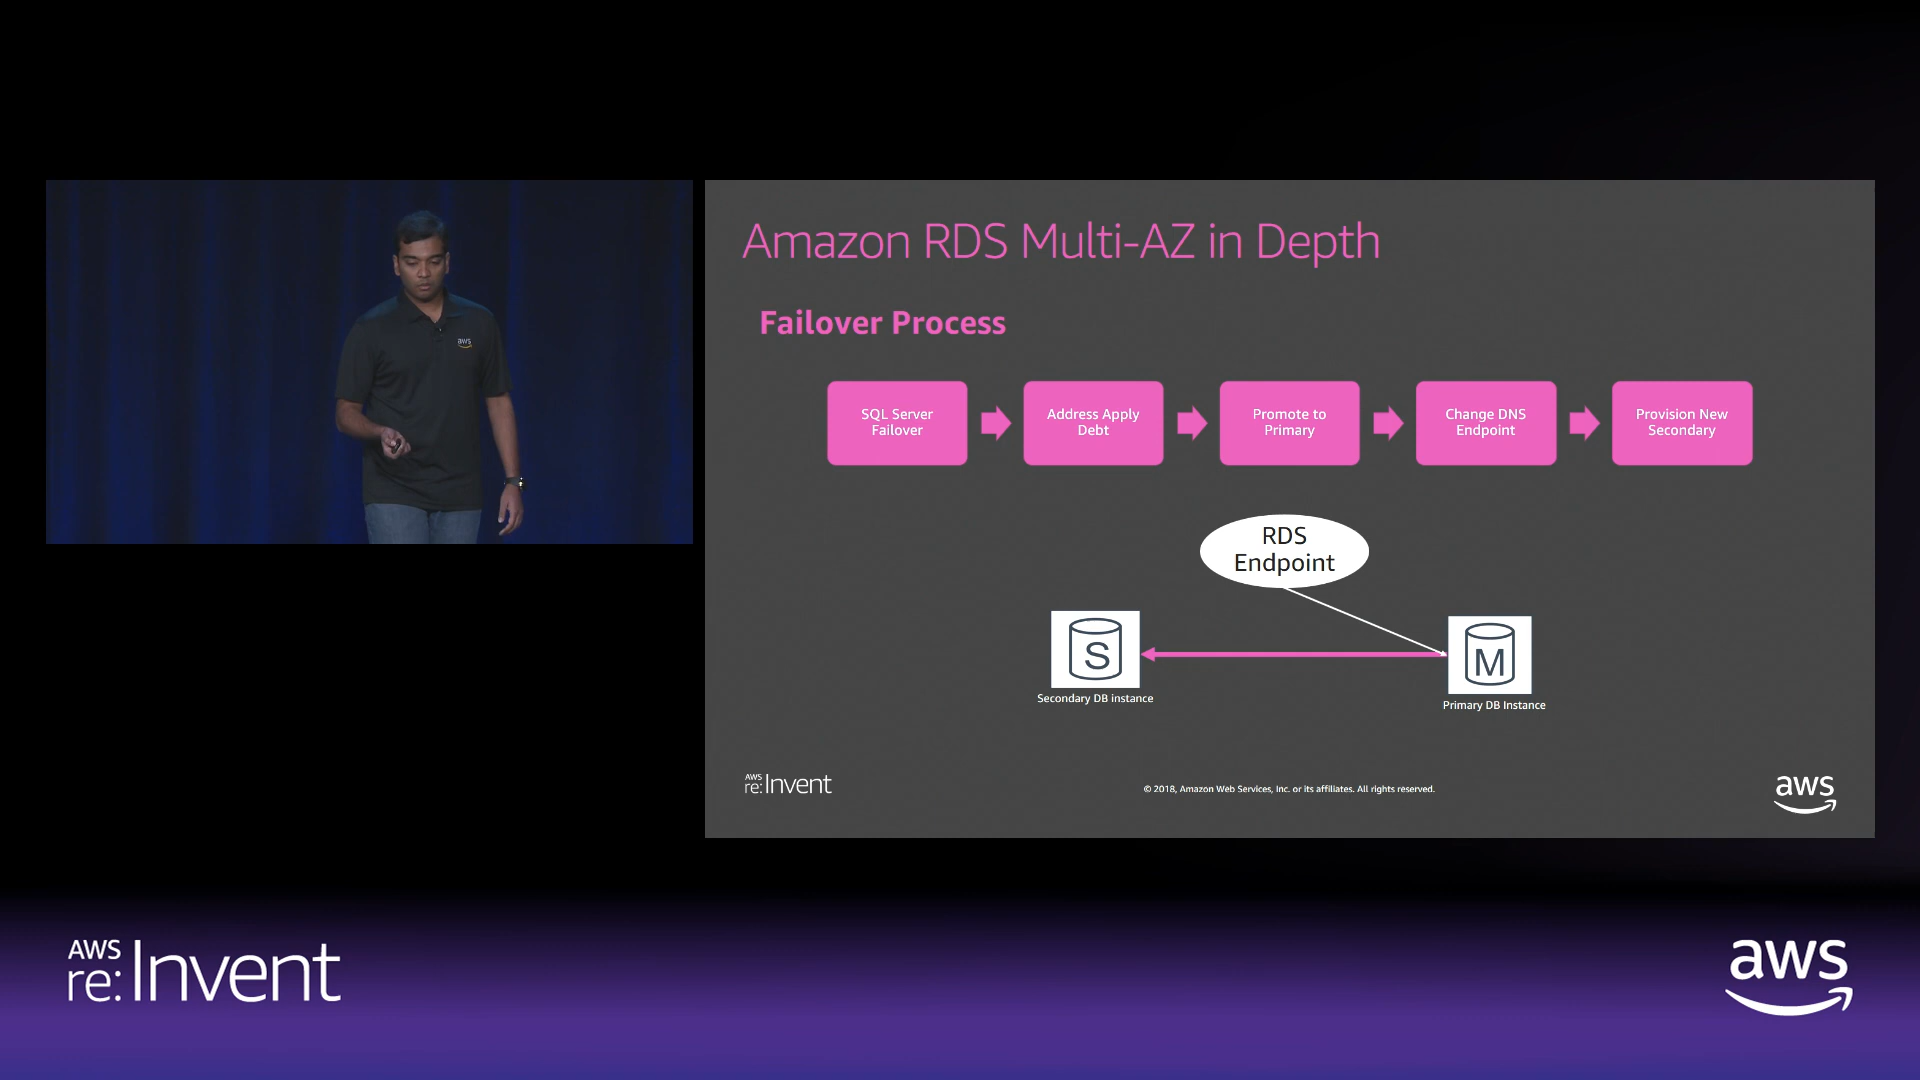 aws
Amazon RDS Multi-AZ in Depth
Failover Process
SQL Server
Failover
Address Apply
Debt
Promote to
Primary
Change DNS
Endpoint
Provision New
Secondary
RDS
Endpoint
S
Secondary DB instance
M
Primary DB Instance
AWS
re:Invent
© 2018, Amazon Web Services, Inc. or its affiliates. All rights reserved.
aws
AWS
re:Invent
aws